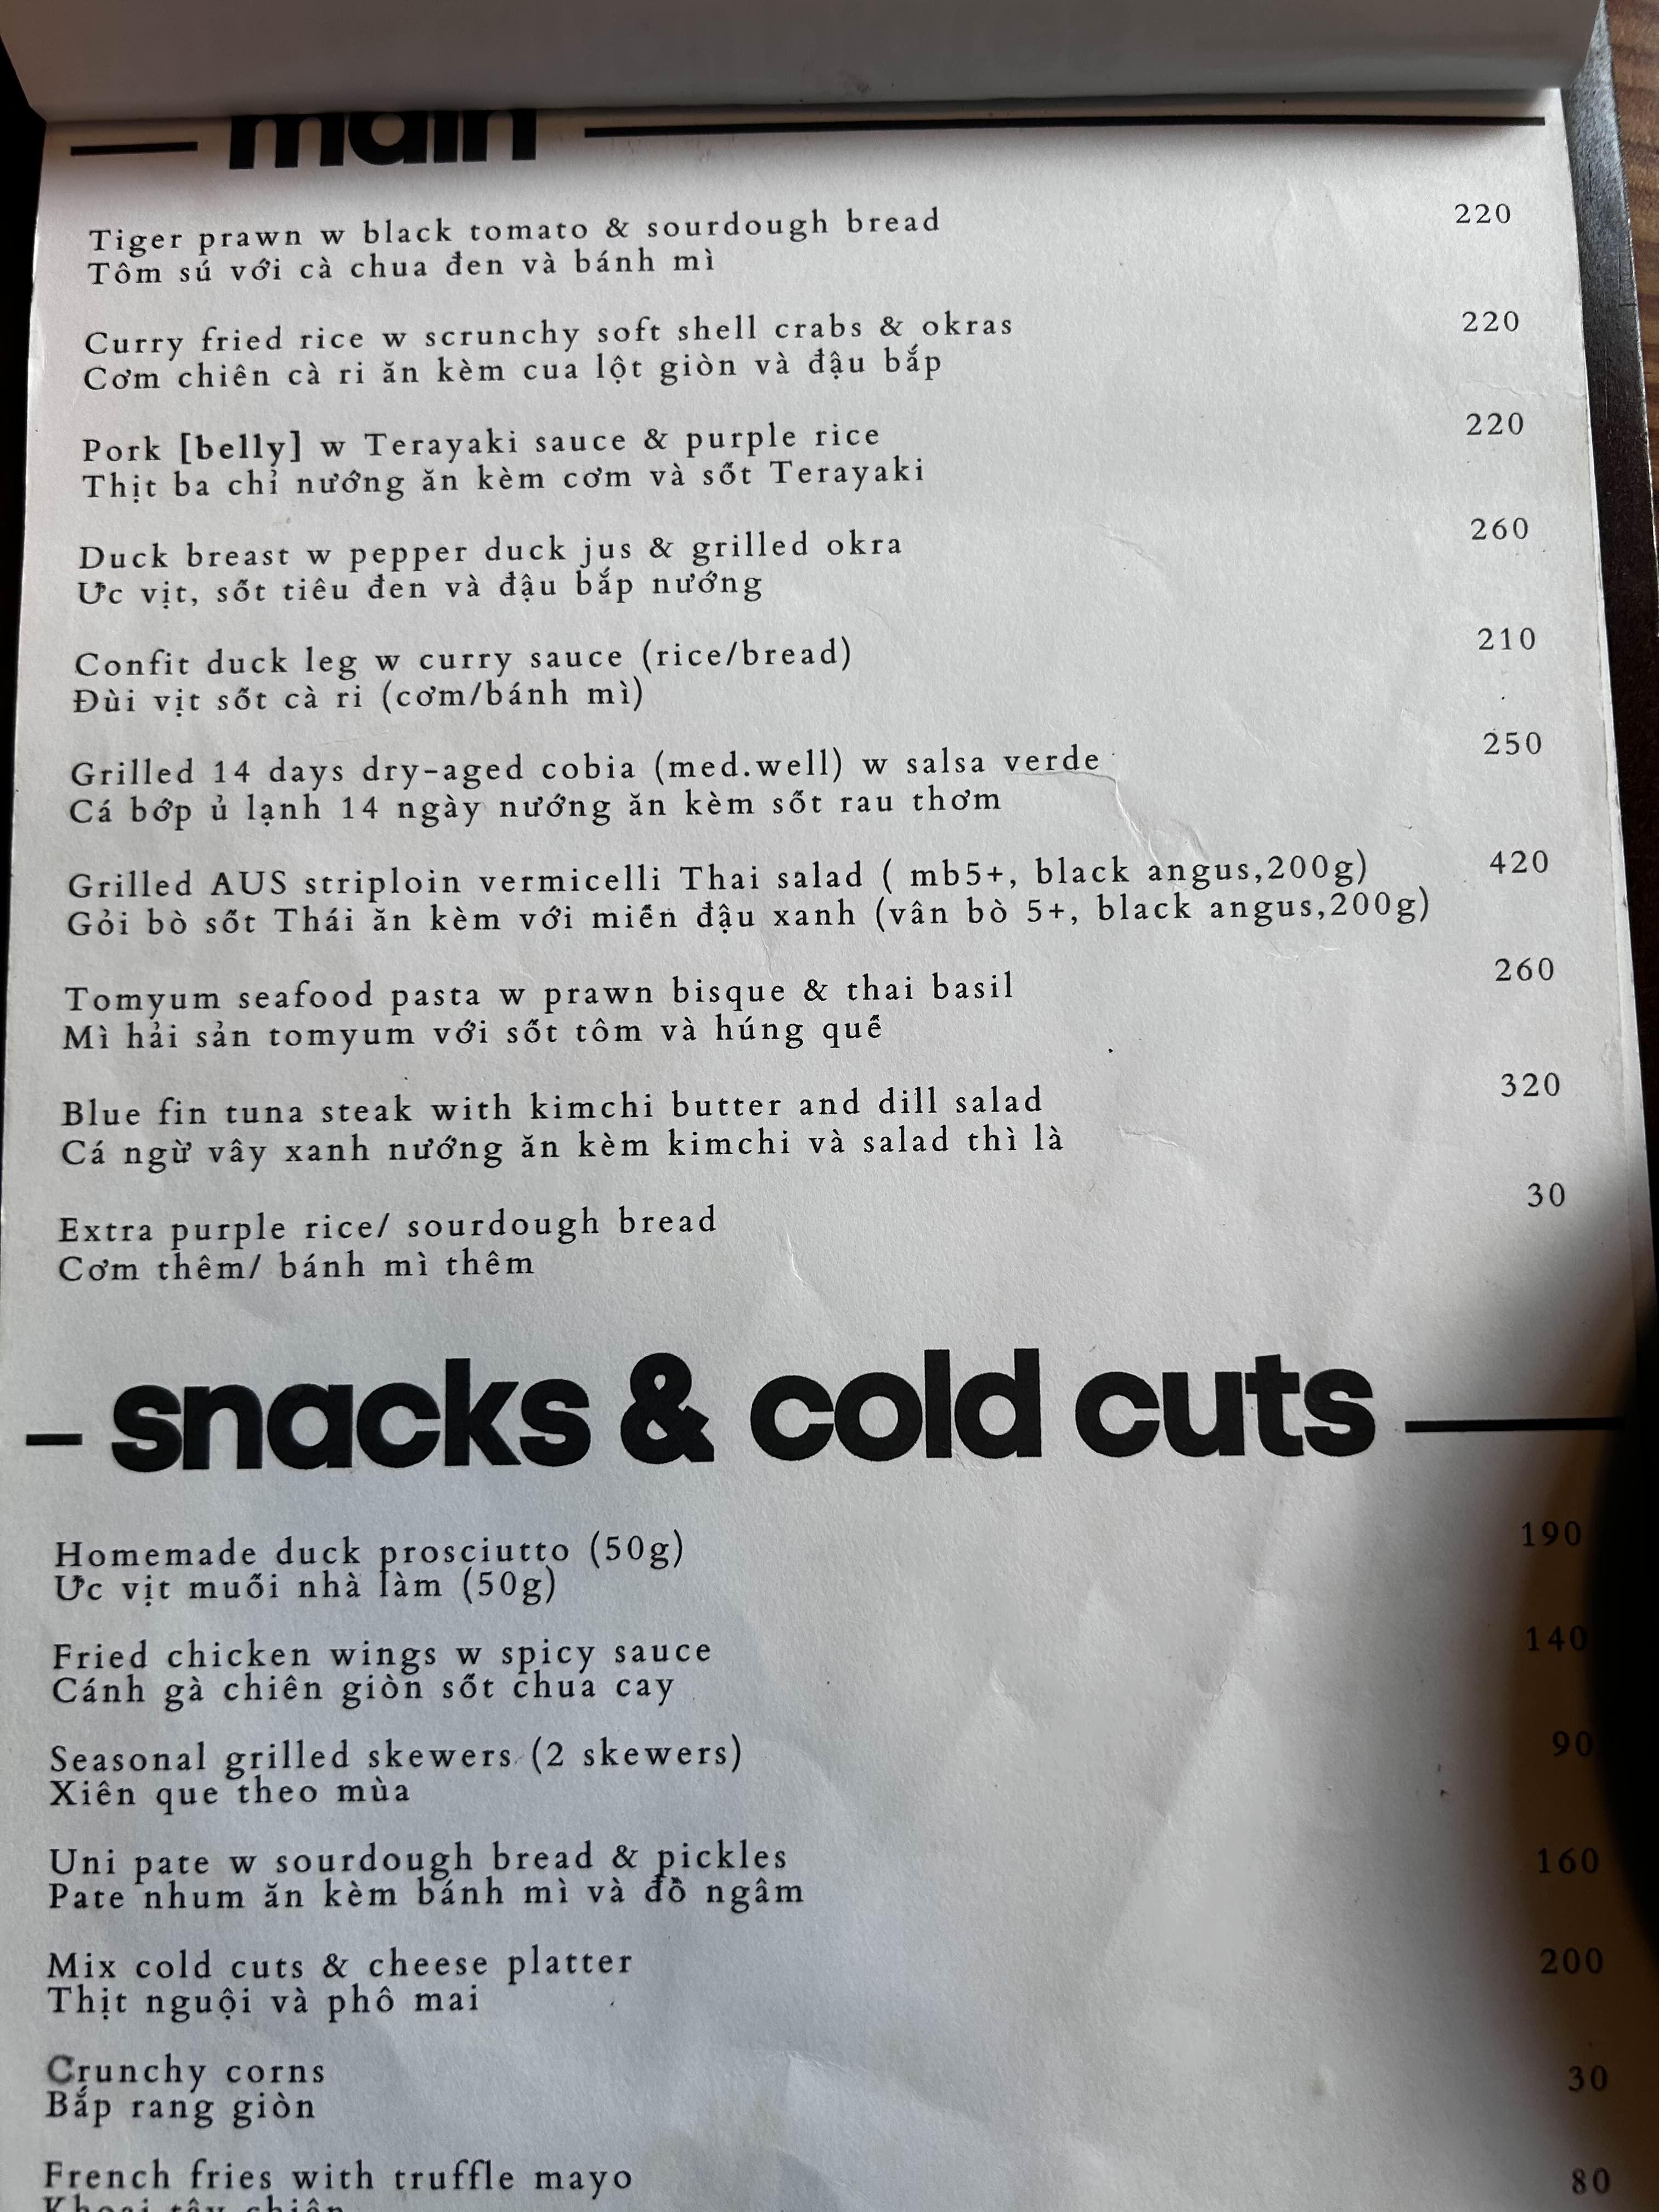 main
Tiger prawn w black tomato & sourdough bread 220
Tôm sú với cà chua đen và bánh mì
Curry fried rice w scrunchy soft shell crabs & okras 220
Cơm chiên cà ri ăn kèm cua lột giòn và đậu bắp
Pork [belly] w Terayaki sauce & purple rice 220
Thịt ba chỉ nướng ăn kèm cơm và sốt Terayaki
Duck breast w pepper duck jus & grilled okra 260
Ức vịt, sốt tiêu đen và đậu bắp nướng
Confit duck leg w curry sauce (rice/bread) 210
Đùi vịt sốt cà ri (cơm/bánh mì)
Grilled 14 days dry-aged cobia (med.well) w salsa verde 250
Cá bớp ủ lạnh 14 ngày nướng ăn kèm sốt rau thơm
Grilled AUS striploin vermicelli Thai salad ( mb5+, black angus,200g) 420
Gỏi bò sốt Thái ăn kèm với miến đậu xanh (vân bò 5+, black angus,200g)
Tomyum seafood pasta w prawn bisque & thai basil 260
Mì hải sản tomyum với sốt tôm và húng quế
Blue fin tuna steak with kimchi butter and dill salad 320
Cá ngừ vây xanh nướng ăn kèm kimchi và salad thì là
Extra purple rice/ sourdough bread 30
Cơm thêm/ bánh mì thêm
snacks & cold cuts
Homemade duck prosciutto (50g) 190
Ức vịt muối nhà làm (50g)
Fried chicken wings w spicy sauce 140
Cánh gà chiên giòn sốt chua cay
Seasonal grilled skewers (2 skewers) 90
Xiên que theo mùa
Uni pate w sourdough bread & pickles 160
Pate nhum ăn kèm bánh mì và đồ ngâm
Mix cold cuts & cheese platter 200
Thịt nguội và phô mai
Crunchy corns 30
Bắp rang giòn
French fries with truffle mayo 80
Khoai tây chiên